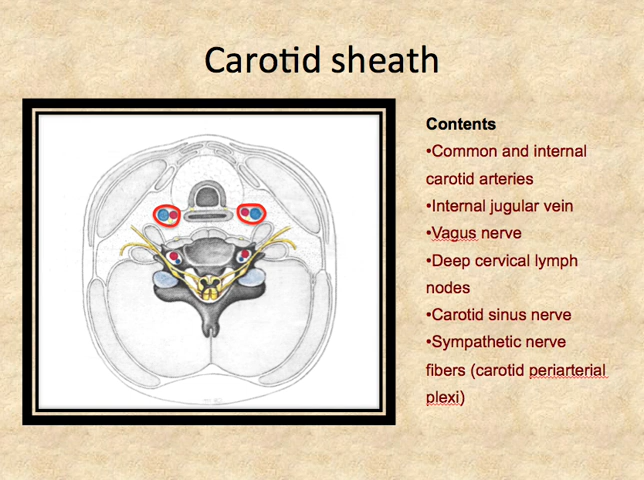 Carotid sheath
Contents
•Common and internal
carotid arteries
•Internal jugular vein
•Vagus nerve
•Deep cervical lymph
nodes
•Carotid sinus nerve
•Sympathetic nerve
fibers (carotid periarterial
plexi)